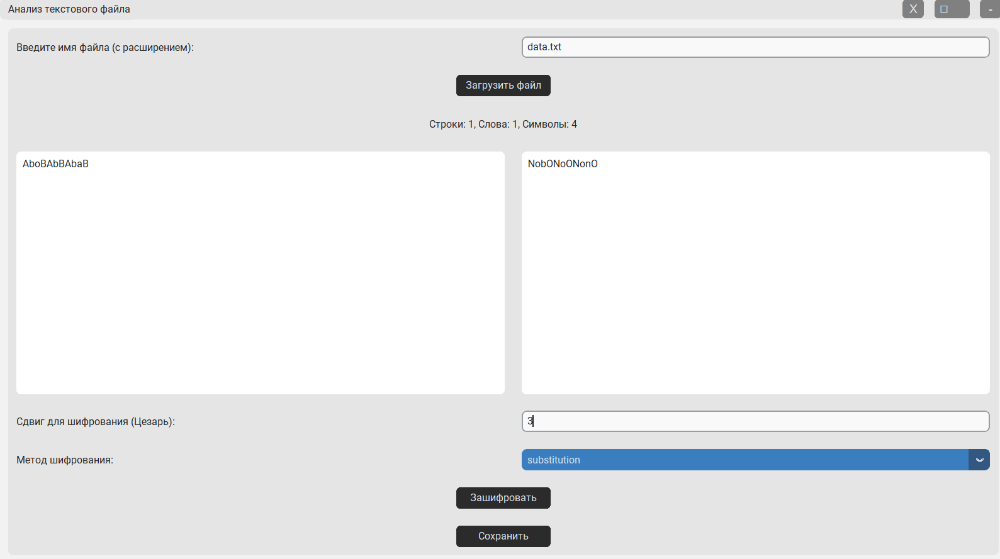 Анализ текстового файла X □ -
Введите имя файла (с расширением): data.txt
Загрузить файл
Строки: 1, Слова: 1, Символы: 4
AboBAbBAbaB NobONoONonO
Сдвиг для шифрования (Цезарь): 3
Метод шифрования: substitution
Зашифровать
Сохранить